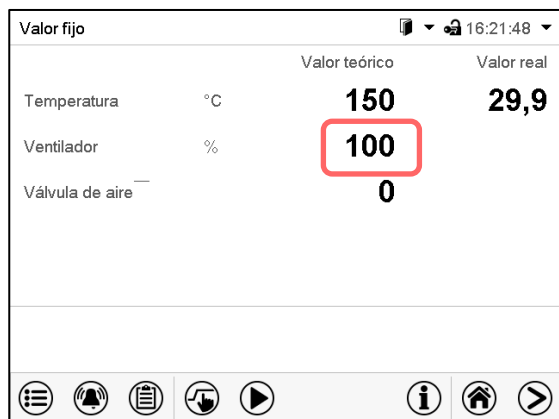 Valor fijo 16:21:48
Valor teórico Valor real
Temperatura °C 150 29,9
Ventilador % 100
Válvula de aire 0